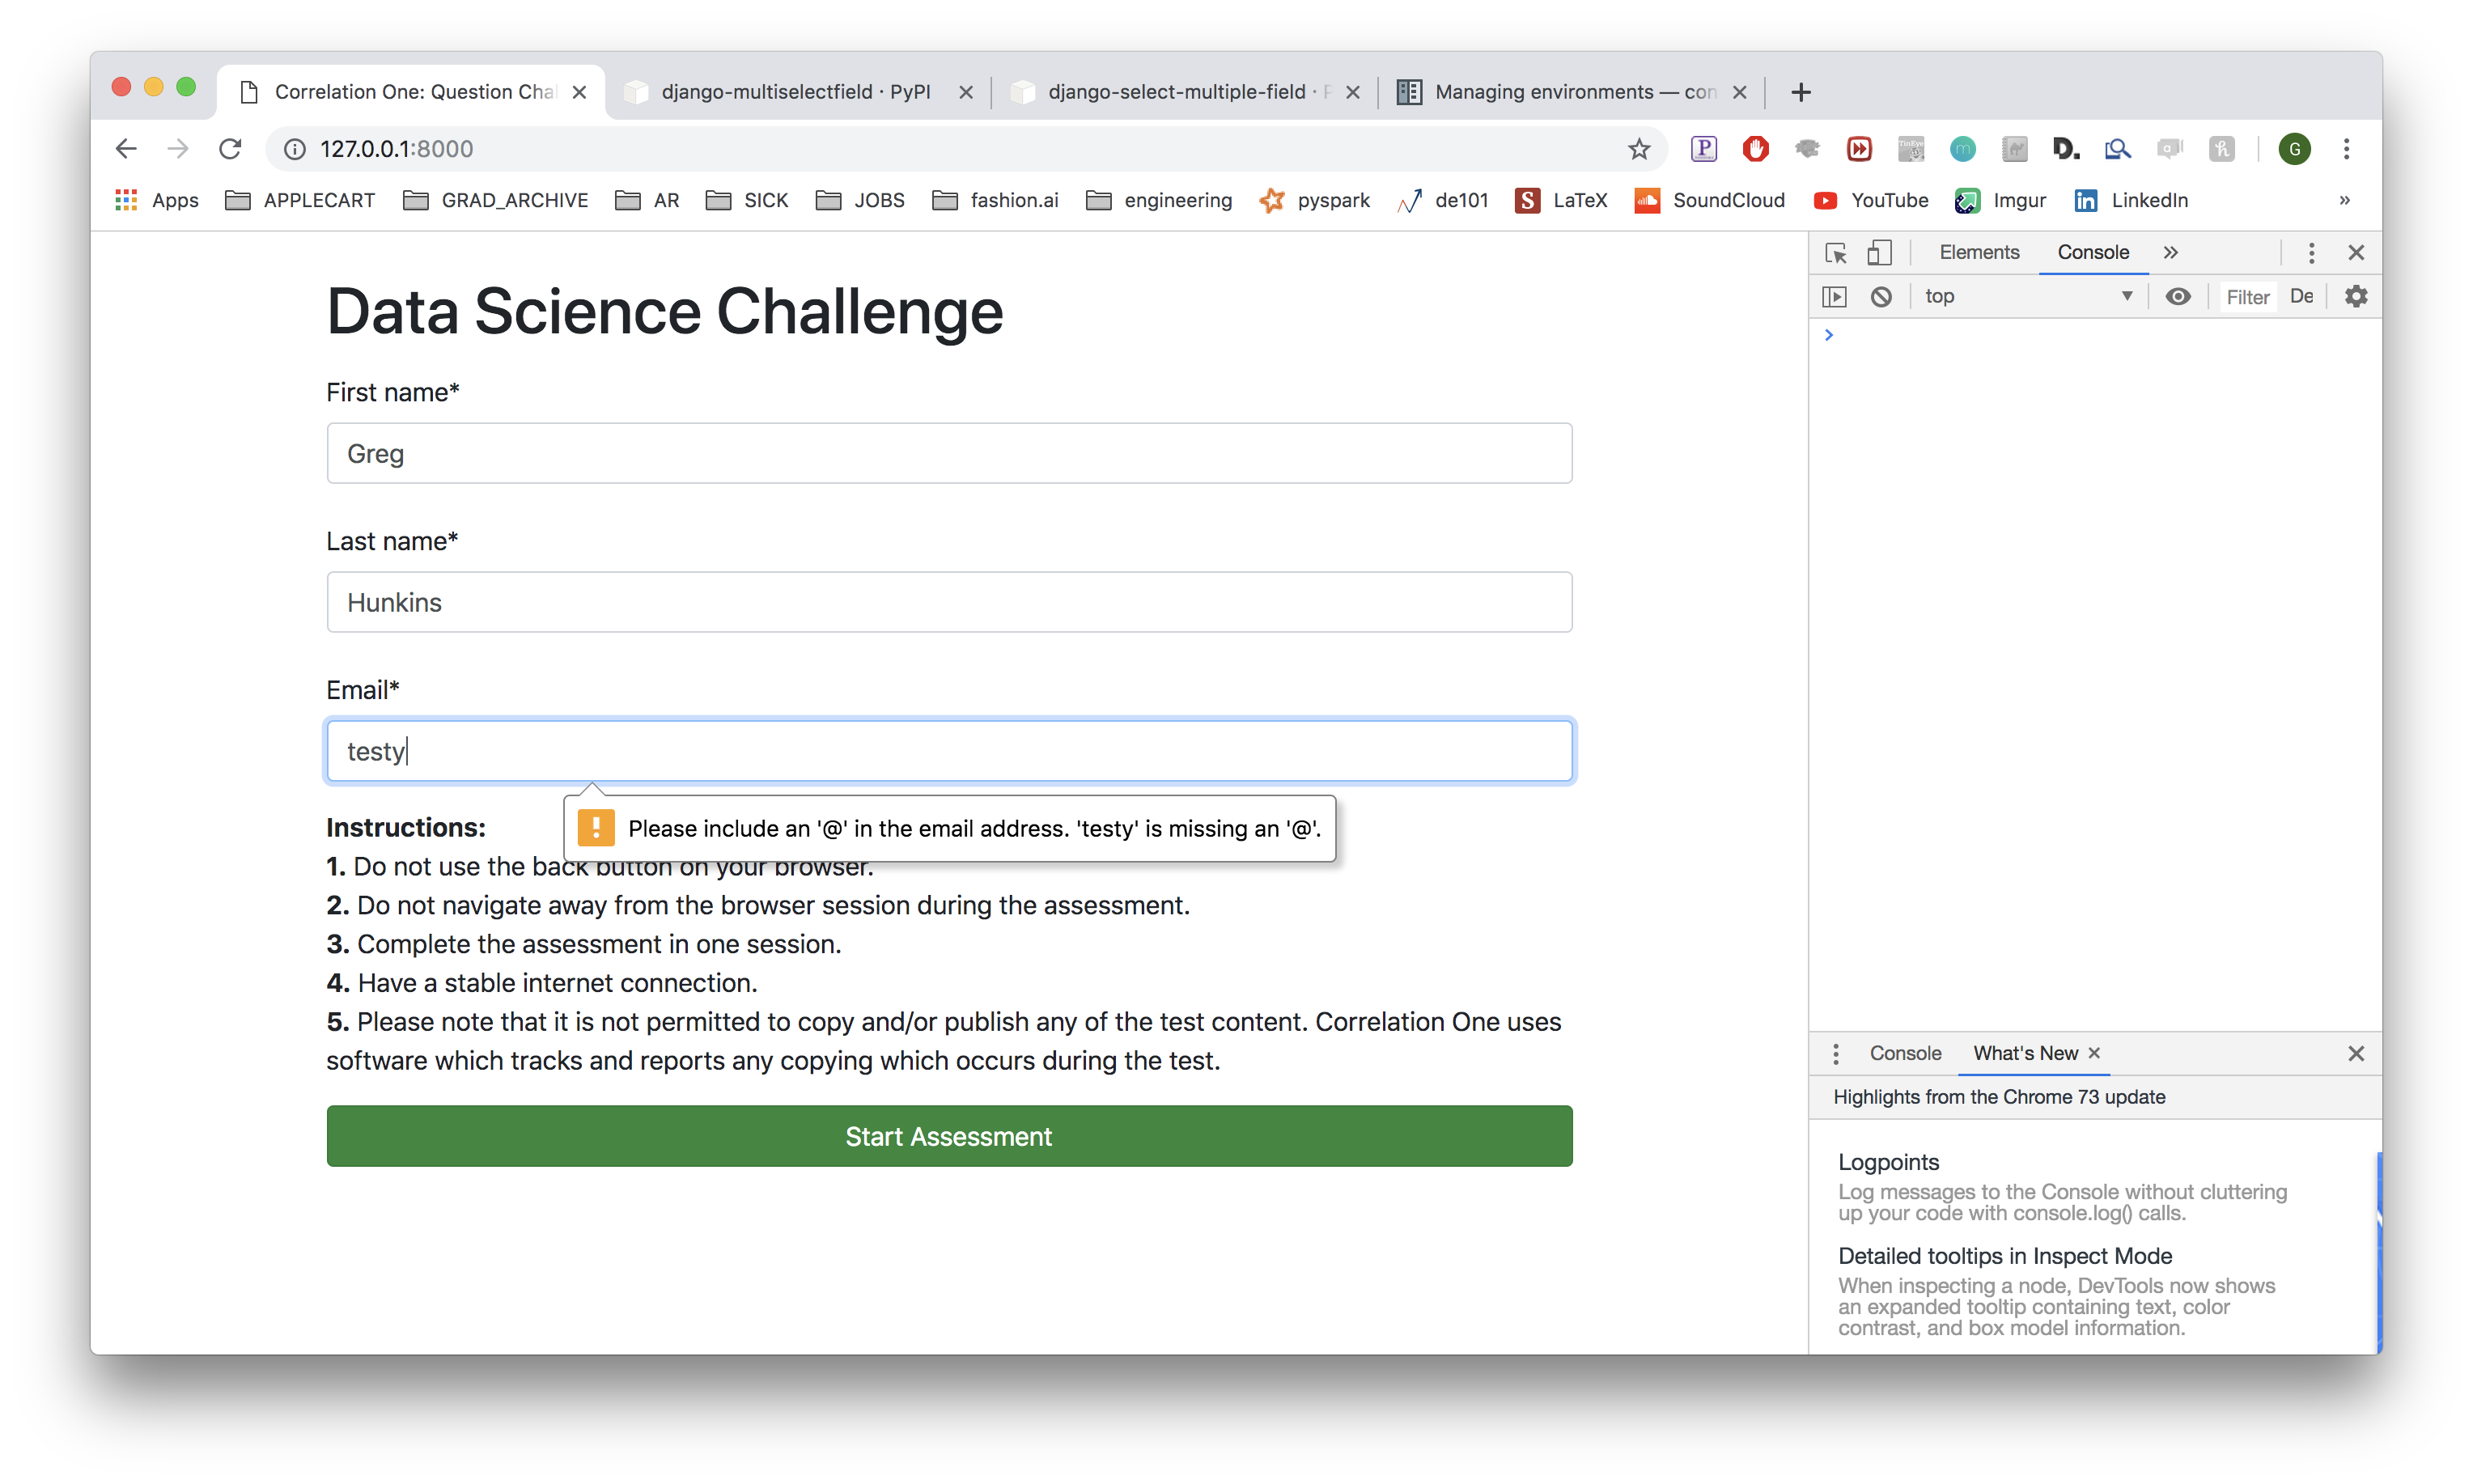 Correlation One: Question Chal
django-multiselectfield · PyPI
django-select-multiple-field · P
Managing environments — con
127.0.0.1:8000
P
m
D.
a
h
G
Apps
APPLECART
GRAD_ARCHIVE
AR
SICK
JOBS
fashion.ai
engineering
pyspark
de101
S
LaTeX
SoundCloud
YouTube
Imgur
in
LinkedIn
»
Data Science Challenge
First name*
Greg
Last name*
Hunkins
Email*
testy
Please include an '@' in the email address. 'testy' is missing an '@'.
Instructions:
1. Do not use the back button on your browser.
2. Do not navigate away from the browser session during the assessment.
3. Complete the assessment in one session.
4. Have a stable internet connection.
5. Please note that it is not permitted to copy and/or publish any of the test content. Correlation One uses
software which tracks and reports any copying which occurs during the test.
Start Assessment
Elements
Console
»
top
Filter
De
Console
What's New
Highlights from the Chrome 73 update
Logpoints
Log messages to the Console without cluttering
up your code with console.log() calls.
Detailed tooltips in Inspect Mode
When inspecting a node, DevTools now shows
an expanded tooltip containing text, color
contrast, and box model information.